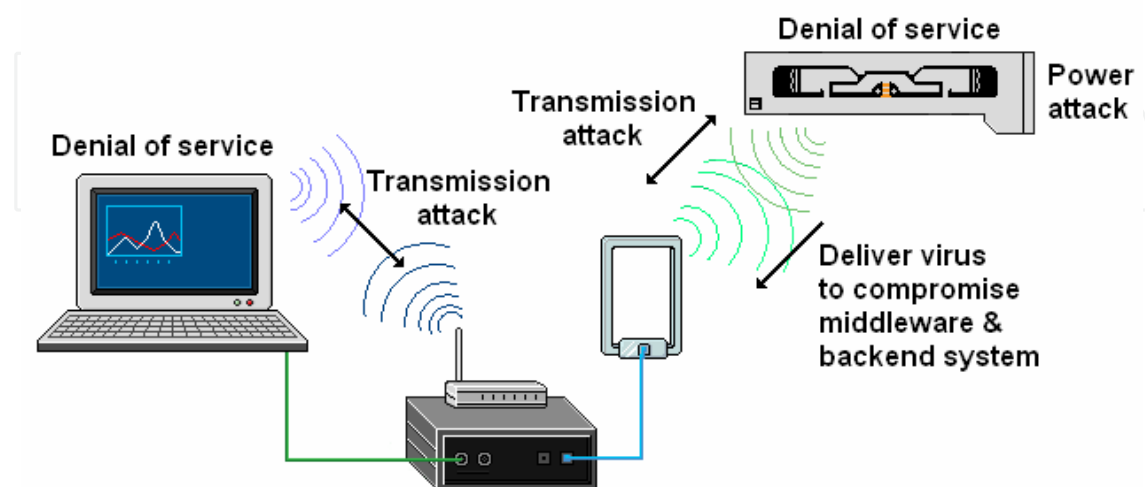 Denial of service
Power
attack
Transmission
attack
Denial of service
Transmission
attack
Deliver virus
to compromise
middleware &
backend system